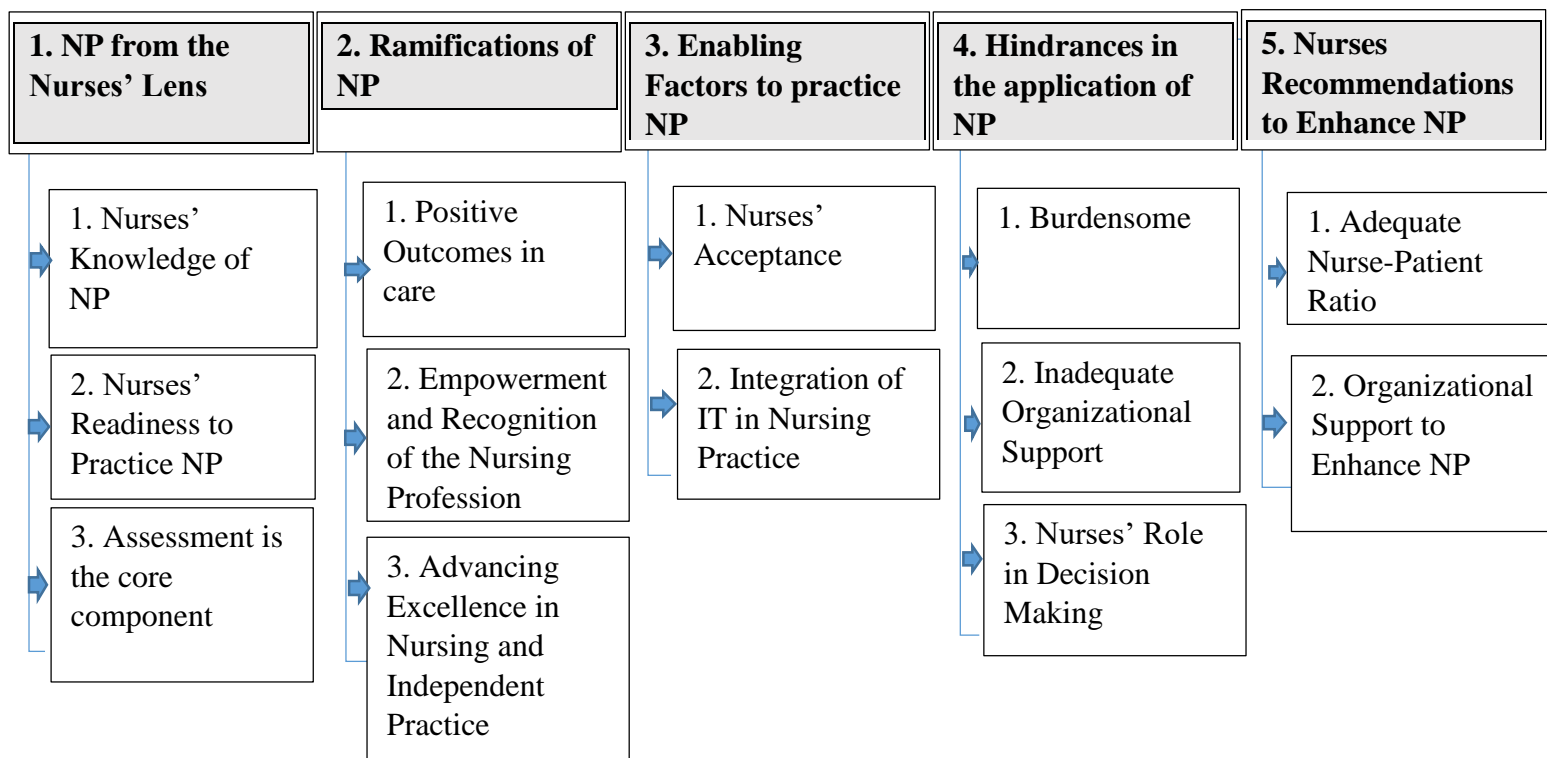 1. NP from the
Nurses’ Lens
1. Nurses’
Knowledge of
NP
2. Nurses’
Readiness to
Practice NP
3. Assessment is
the core
component
2. Ramifications of
NP
1. Positive
Outcomes in
care
2. Empowerment
and Recognition
of the Nursing
Profession
3. Advancing
Excellence in
Nursing and
Independent
Practice
3. Enabling
Factors to practice
NP
1. Nurses’
Acceptance
2. Integration of
IT in Nursing
Practice
4. Hindrances in
the application of
NP
1. Burdensome
2. Inadequate
Organizational
Support
3. Nurses’ Role
in Decision
Making
5. Nurses
Recommendations
to Enhance NP
1. Adequate
Nurse-Patient
Ratio
2. Organizational
Support to
Enhance NP